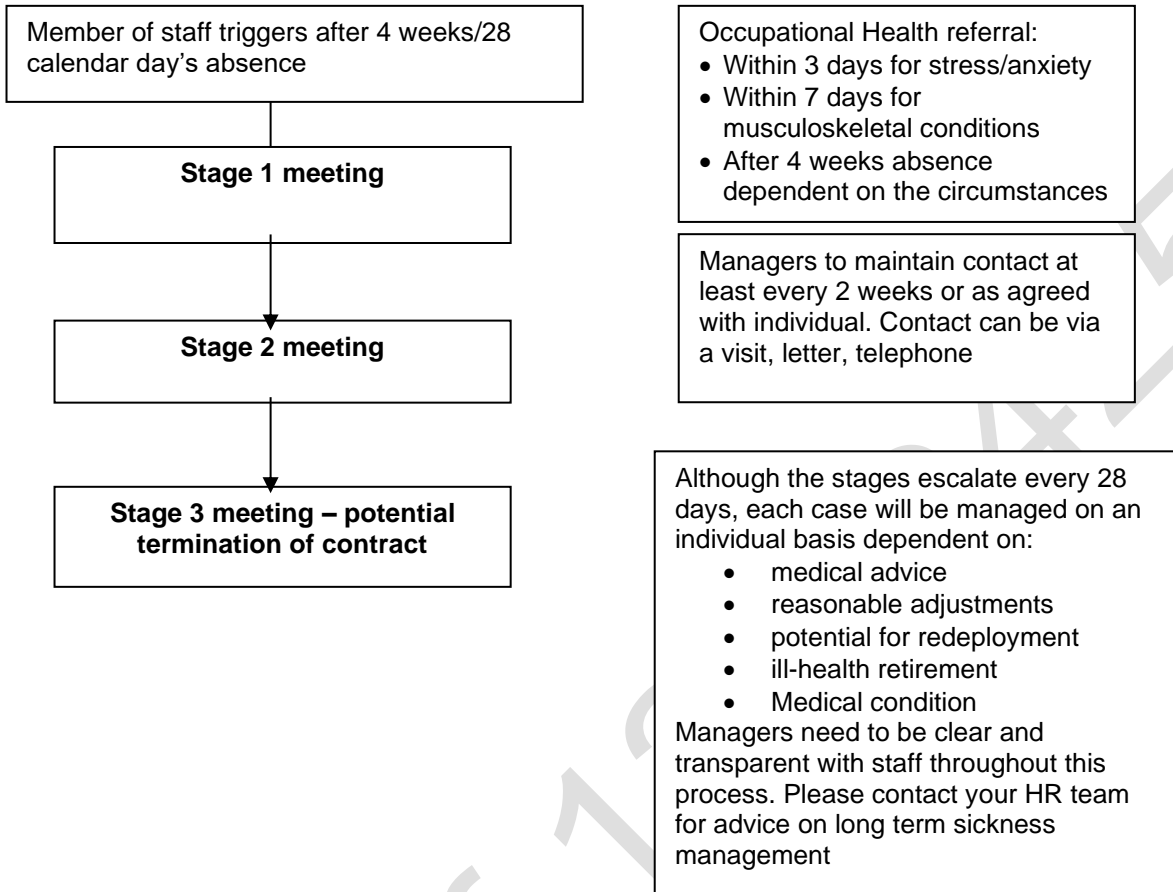 Member of staff triggers after 4 weeks/28
calendar day’s absence
Stage 1 meeting
Stage 2 meeting
Stage 3 meeting – potential
termination of contract
Occupational Health referral:
• Within 3 days for stress/anxiety
• Within 7 days for
musculoskeletal conditions
• After 4 weeks absence
dependent on the circumstances
Managers to maintain contact at
least every 2 weeks or as agreed
with individual. Contact can be via
a visit, letter, telephone
Although the stages escalate every 28
days, each case will be managed on an
individual basis dependent on:
• medical advice
• reasonable adjustments
• potential for redeployment
• ill-health retirement
• Medical condition
Managers need to be clear and
transparent with staff throughout this
process. Please contact your HR team
for advice on long term sickness
management